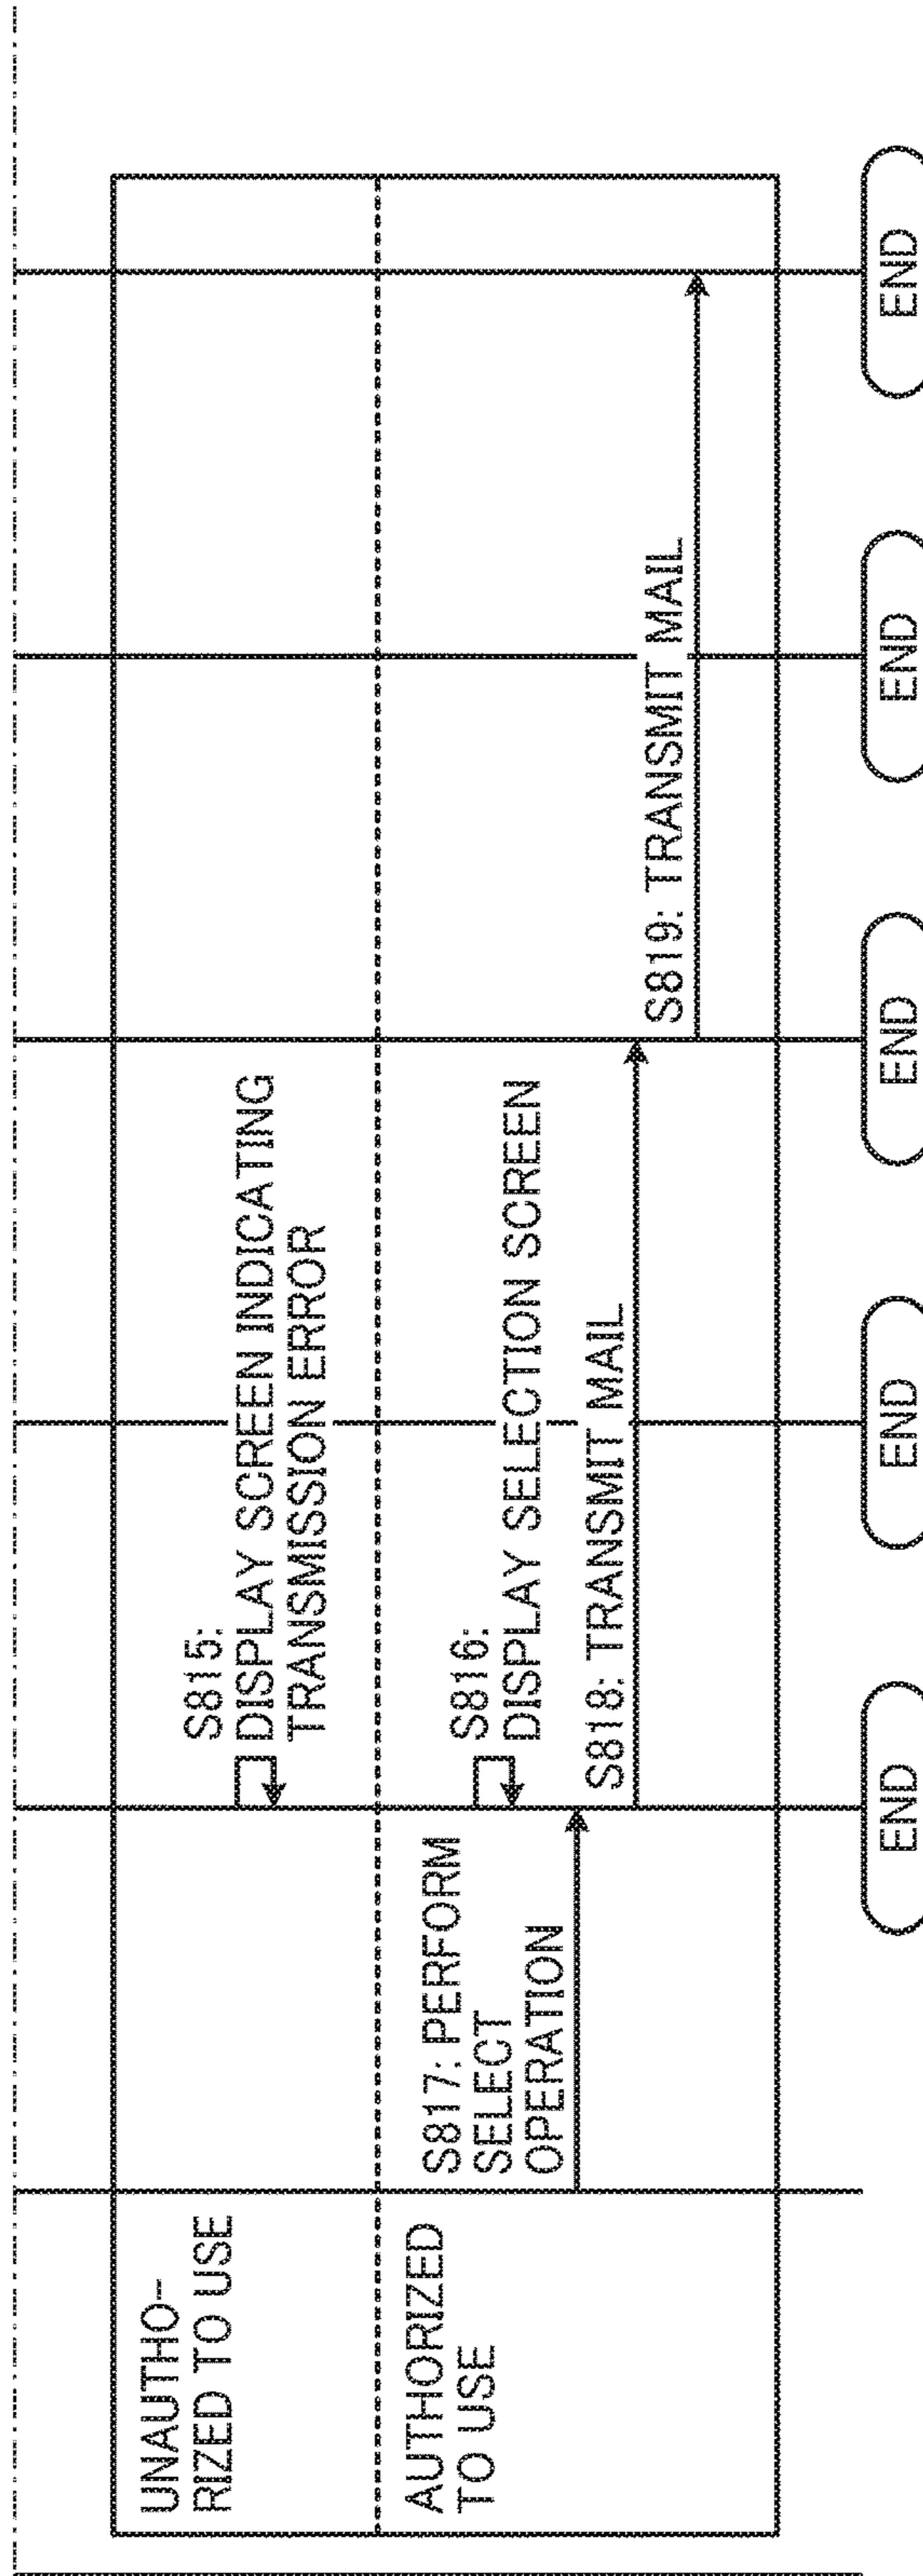 UNAUTHO-
RIZED TO USE
S815:
DISPLAY SCREEN INDICATING
TRANSMISSION ERROR
AUTHORIZED
TO USE
S816:
DISPLAY SELECTION SCREEN
S817: PERFORM
SELECT
OPERATION
S818: TRANSMIT MAIL
S819: TRANSMIT MAIL
END
END
END
END
END